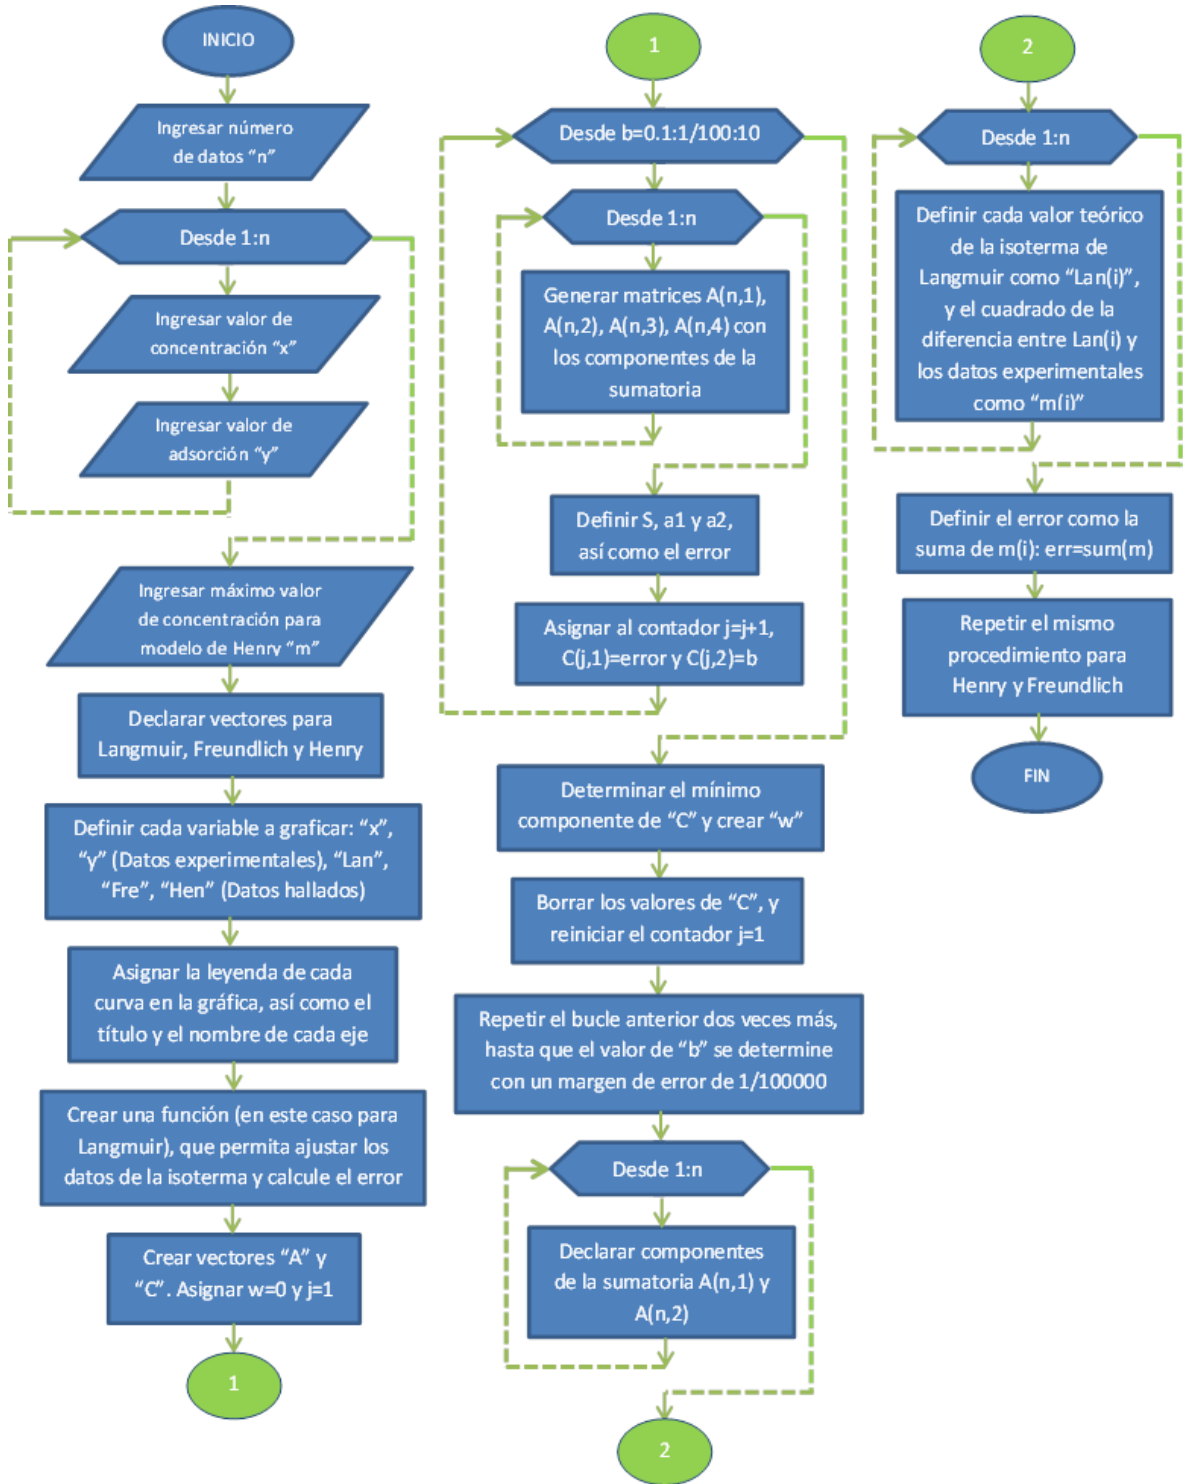 INICIO
Ingresar número
de datos “n”
Desde 1:n
Ingresar valor de
concentración “x”
Ingresar valor de
adsorción “y”
Ingresar máximo valor
de concentración para
modelo de Henry “m”
Declarar vectores para
Langmuir, Freundlich y Henry
Definir cada variable a graficar: “x”,
“y” (Datos experimentales), “Lan”,
“Fre”, “Hen” (Datos hallados)
Asignar la leyenda de cada
curva en la gráfica, así como el
título y el nombre de cada eje
Crear una función (en este caso para
Langmuir), que permita ajustar los
datos de la isoterma y calcule el error
Crear vectores “A” y
“C”. Asignar w=0 y j=1
1
1
Desde b=0.1:1/100:10
Desde 1:n
Generar matrices A(n,1),
A(n,2), A(n,3), A(n,4) con
los componentes de la
sumatoria
Definir S, a1 y a2,
así como el error
Asignar al contador j=j+1,
C(j,1)=error y C(j,2)=b
Determinar el mínimo
componente de “C” y crear “w”
Borrar los valores de “C”, y
reiniciar el contador j=1
Repetir el bucle anterior dos veces más,
hasta que el valor de “b” se determine
con un margen de error de 1/100000
Desde 1:n
Declarar componentes
de la sumatoria A(n,1) y
A(n,2)
2
2
Desde 1:n
Definir cada valor teórico
de la isoterma de
Langmuir como “Lan(i)”,
y el cuadrado de la
diferencia entre Lan(i) y
los datos experimentales
como “m(i)”
Definir el error como la
suma de m(i): err=sum(m)
Repetir el mismo
procedimiento para
Henry y Freundlich
FIN